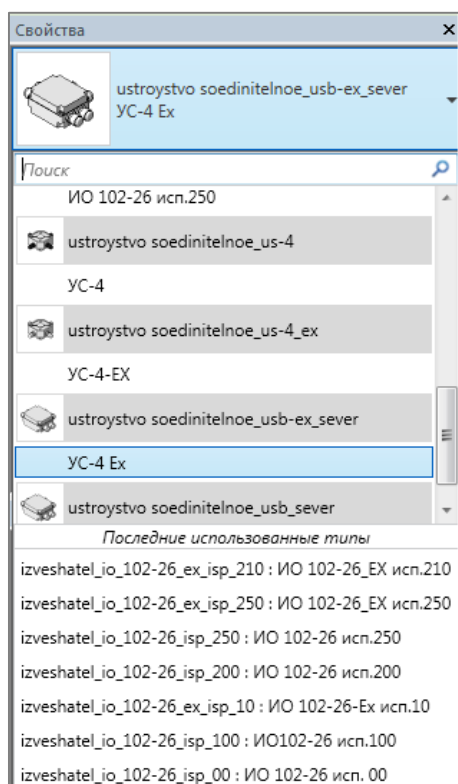 Свойства
ustroystvo soedinitelnoe_usb-ex_sever
УС-4 Ex
Поиск
ИО 102-26 исп.250
ustroystvo soedinitelnoe_us-4
УС-4
ustroystvo soedinitelnoe_us-4_ex
УС-4-EX
ustroystvo soedinitelnoe_usb-ex_sever
УС-4 Ex
ustroystvo soedinitelnoe_usb_sever
Последние использованные типы
izveshatel_io_102-26_ex_isp_210 : ИО 102-26_EX исп.210
izveshatel_io_102-26_ex_isp_250 : ИО 102-26_EX исп.250
izveshatel_io_102-26_isp_250 : ИО 102-26 исп.250
izveshatel_io_102-26_isp_200 : ИО 102-26 исп.200
izveshatel_io_102-26_ex_isp_10 : ИО 102-26-Ex исп.10
izveshatel_io_102-26_isp_100 : ИО102-26 исп.100
izveshatel_io_102-26_isp_00 : ИО 102-26 исп. 00